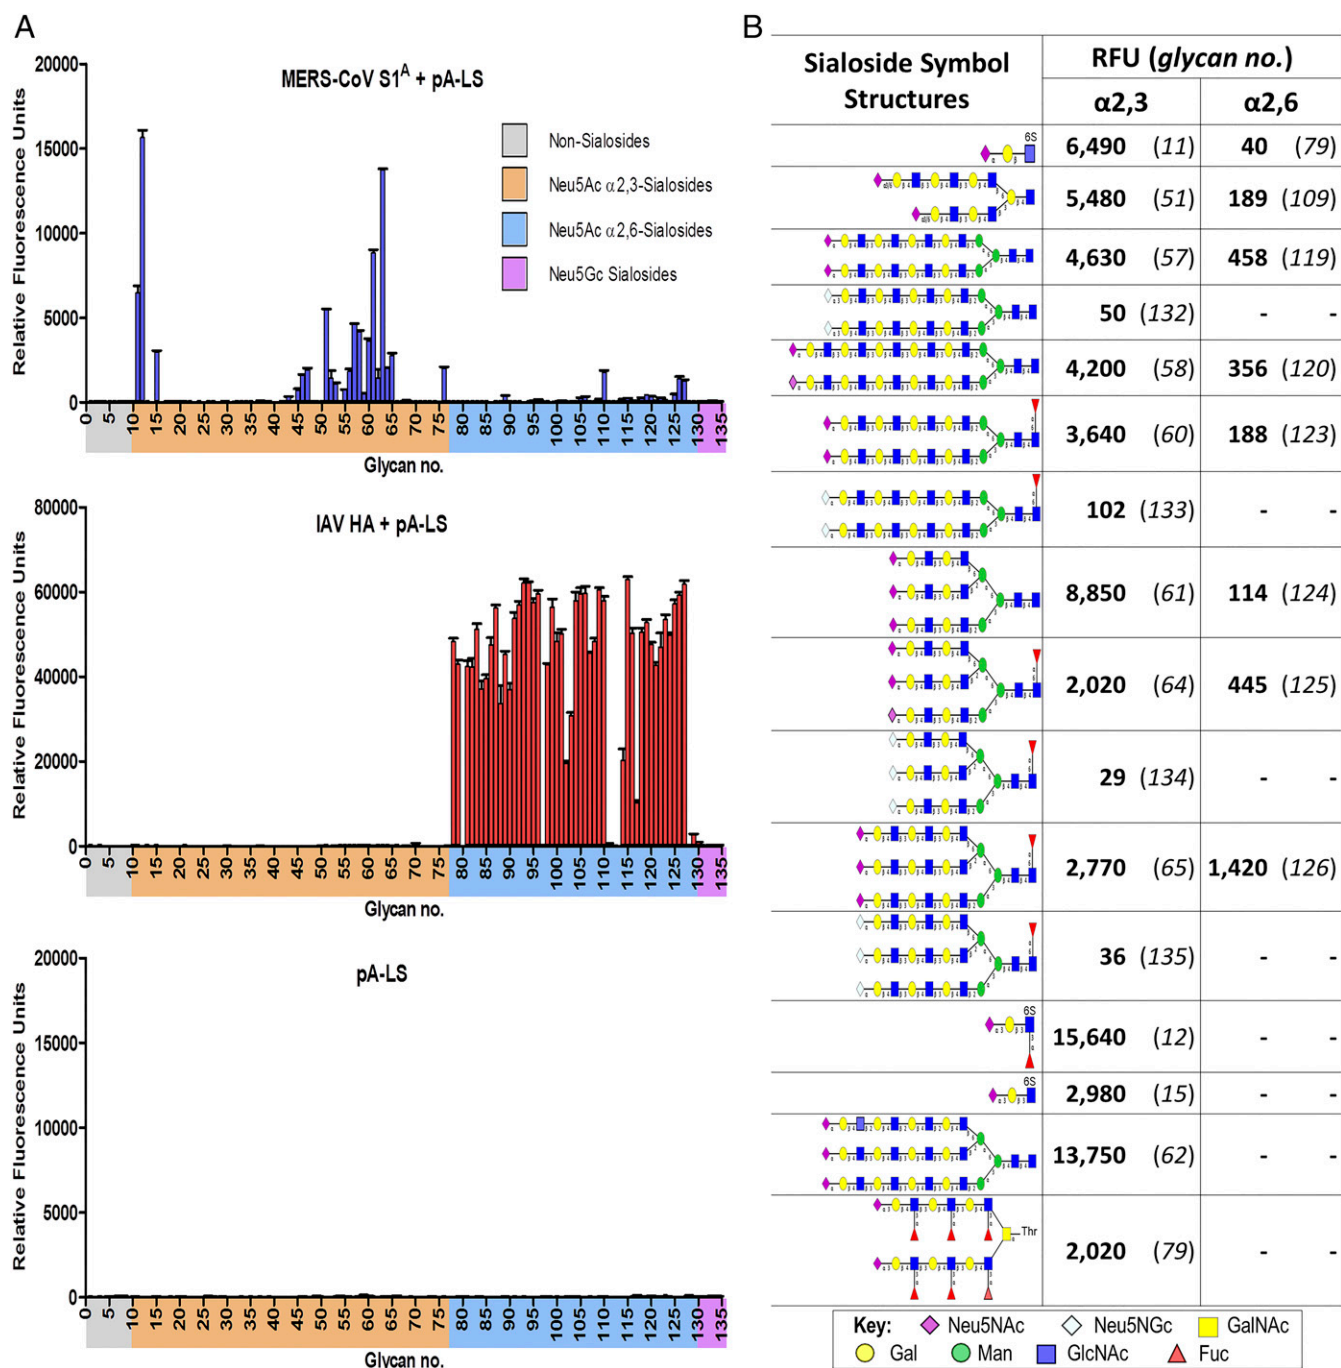 A
MERS-CoV S1A + pA-LS
Relative Fluorescence Units
20000
15000
10000
5000
0
Non-Sialosides
Neu5Ac α2,3-Sialosides
Neu5Ac α2,6-Sialosides
Neu5Gc Sialosides
0 5 10 15 20 25 30 35 40 45 50 55 60 65 70 75 80 85 90 95 100 105 110 115 120 125 130 135
Glycan no.
IAV HA + pA-LS
Relative Fluorescence Units
80000
60000
40000
20000
0
0 5 10 15 20 25 30 35 40 45 50 55 60 65 70 75 80 85 90 95 100 105 110 115 120 125 130 135
Glycan no.
pA-LS
Relative Fluorescence Units
20000
15000
10000
5000
0
0 5 10 15 20 25 30 35 40 45 50 55 60 65 70 75 80 85 90 95 100 105 110 115 120 125 130 135
Glycan no.
B
Sialoside Symbol
Structures
RFU (glycan no.)
α2,3 α2,6
6S
6,490 (11) 40 (79)
5,480 (51) 189 (109)
4,630 (57) 458 (119)
50 (132) - -
4,200 (58) 356 (120)
3,640 (60) 188 (123)
102 (133) - -
8,850 (61) 114 (124)
2,020 (64) 445 (125)
29 (134) - -
2,770 (65) 1,420 (126)
36 (135) - -
6S
15,640 (12) - -
6S
2,980 (15) - -
13,750 (62) - -
Thr
2,020 (79) - -
Key: Neu5NAc Neu5NGc GalNAc
Gal Man GlcNAc Fuc